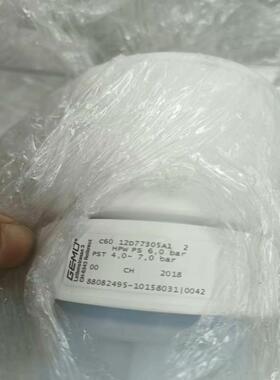 GEMÜ®
C60 12D77305A1 2
HPW PS 6.0 bar
PST 4.0- 7.0 bar
00 CH 2018
88082495-10158031|0042